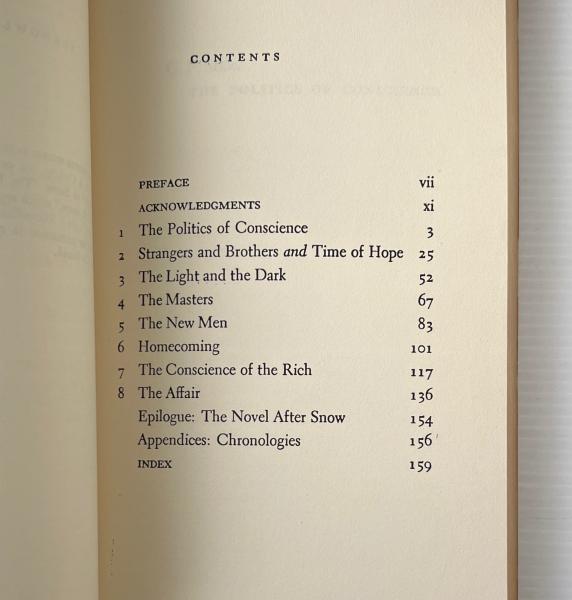 CONTENTS
PREFACE vii
ACKNOWLEDGMENTS xi
1 The Politics of Conscience 3
2 Strangers and Brothers and Time of Hope 25
3 The Light and the Dark 52
4 The Masters 67
5 The New Men 83
6 Homecoming 101
7 The Conscience of the Rich 117
8 The Affair 136
Epilogue: The Novel After Snow 154
Appendices: Chronologies 156
INDEX 159